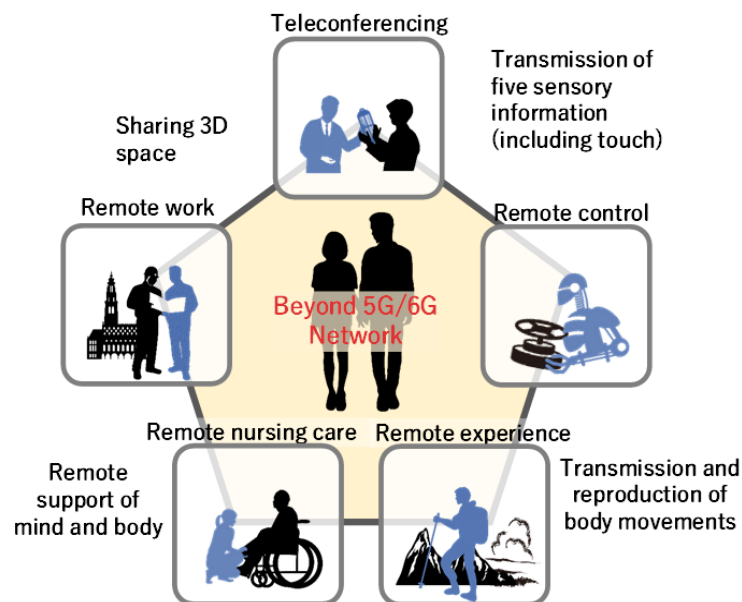 Teleconferencing
Transmission of
five sensory
information
(including touch)
Sharing 3D
space
Remote work
Remote control
Beyond 5G/6G
Network
Remote nursing care
Remote experience
Remote
support of
mind and body
Transmission and
reproduction of
body movements